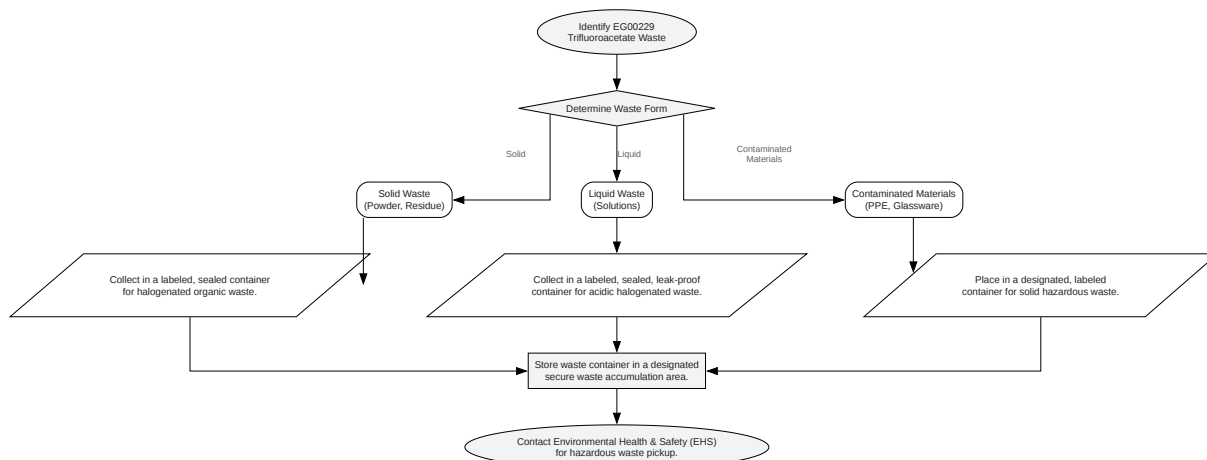 Identify EG00229
Trifluoroacetate Waste
Determine Waste Form
Solid
Liquid
Contaminated
Materials
Solid Waste
(Powder, Residue)
Liquid Waste
(Solutions)
Contaminated Materials
(PPE, Glassware)
Collect in a labeled, sealed container
for halogenated organic waste.
Collect in a labeled, sealed, leak-proof
container for acidic halogenated waste.
Place in a designated, labeled
container for solid hazardous waste.
Store waste container in a designated
secure waste accumulation area.
Contact Environmental Health & Safety (EHS)
for hazardous waste pickup.